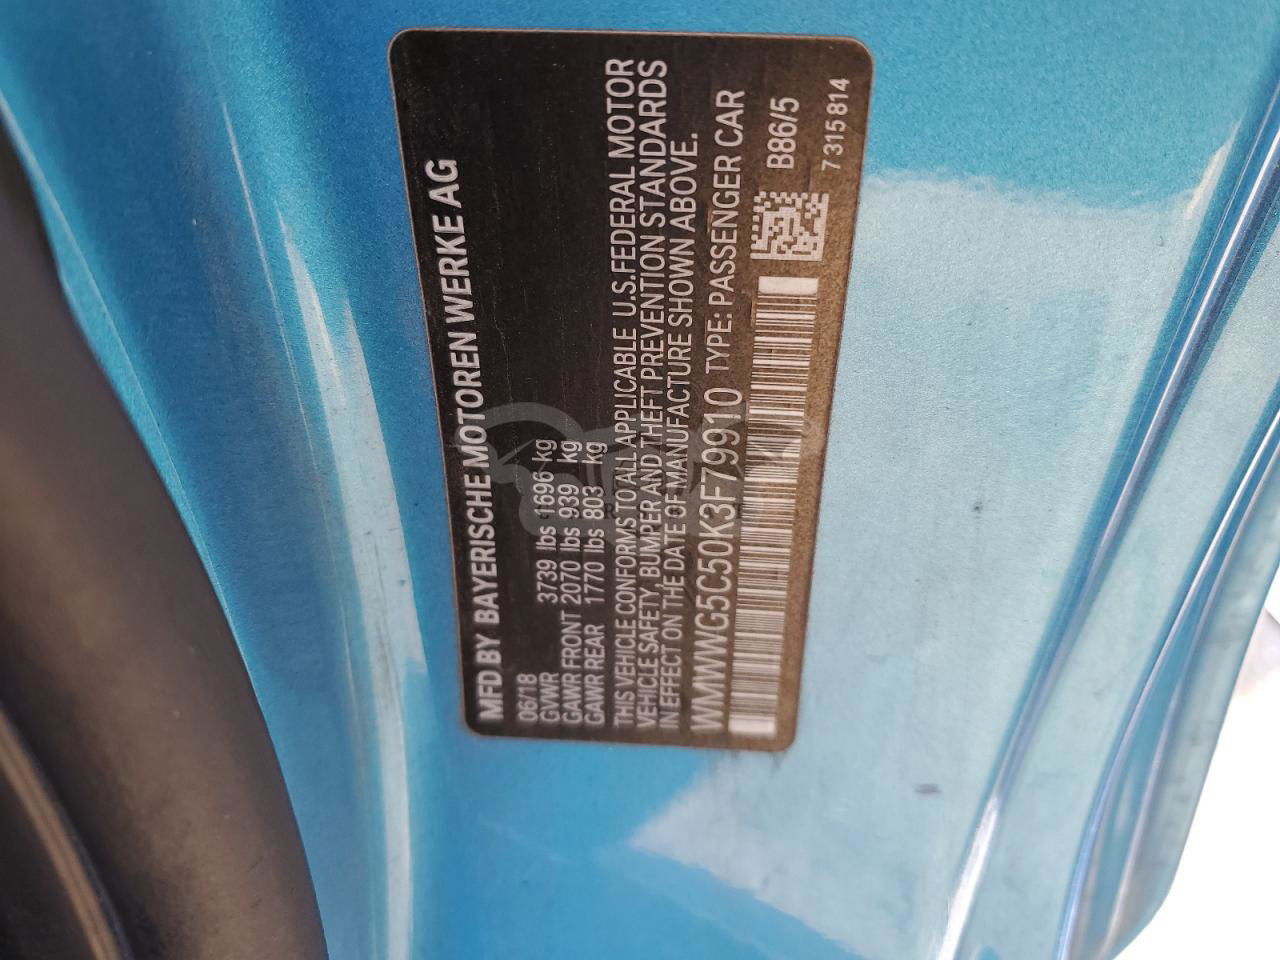 MFD BY BAYERISCHE MOTOREN WERKE AG
06/18
GVWR 3739 lbs 1696 kg
GAWR FRONT 2070 lbs 939 kg
GAWR REAR 1770 lbs 803 kg
THIS VEHICLE CONFORMS TO ALL APPLICABLE U.S.FEDERAL MOTOR
VEHICLE SAFETY, BUMPER AND THEFT PREVENTION STANDARDS
IN EFFECT ON THE DATE OF MANUFACTURE SHOWN ABOVE.
WMWWG5C50K3F79910 TYPE: PASSENGER CAR
B86/5
7 315 814